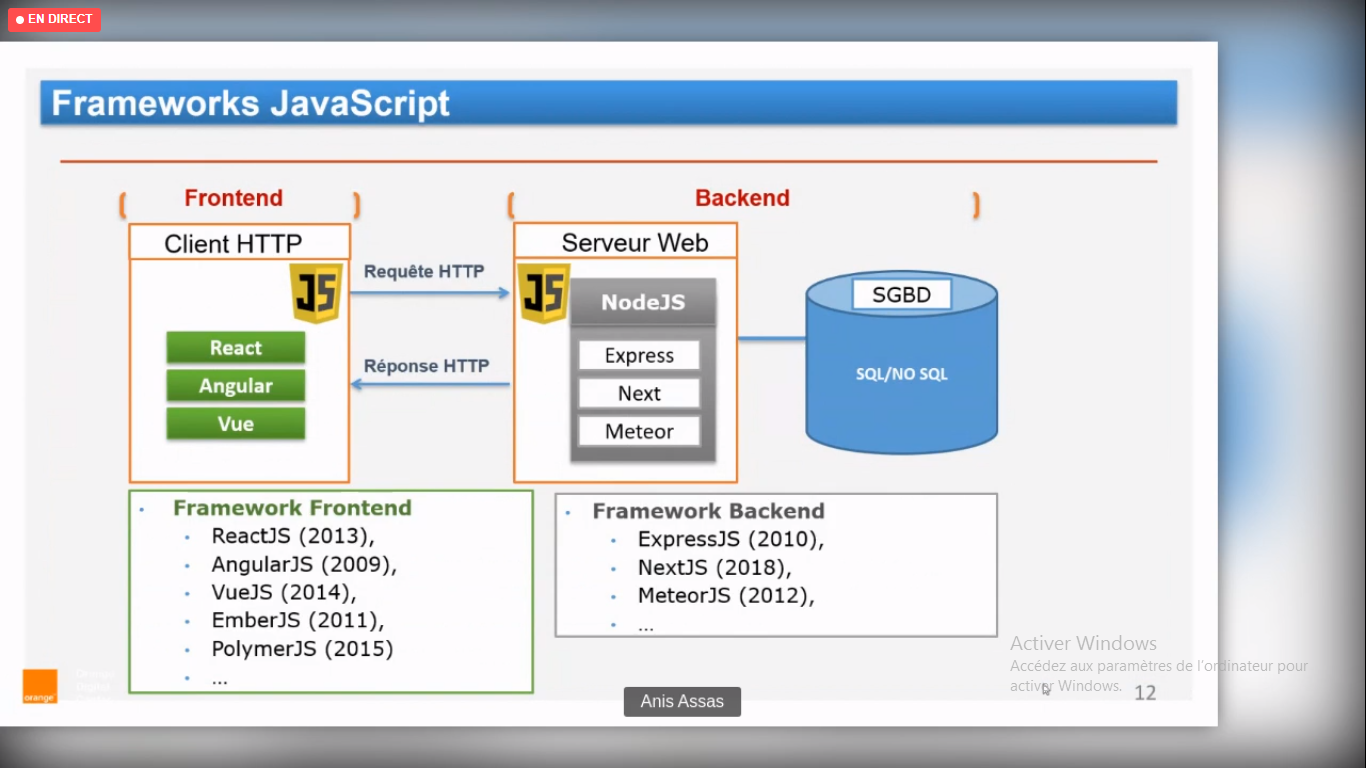 EN DIRECT
Frameworks JavaScript
Frontend
Backend
Client HTTP
Serveur Web
JS
Requête HTTP
JS
NodeJS
SGBD
React
Angular
Vue
Réponse HTTP
Express
Next
Meteor
SQL/NO SQL
Framework Frontend
ReactJS (2013),
AngularJS (2009),
VueJS (2014),
EmberJS (2011),
PolymerJS (2015)
...
Framework Backend
ExpressJS (2010),
NextJS (2018),
MeteorJS (2012),
...
Activer Windows
Accédez aux paramètres de l'ordinateur pour
activer Windows.
12
orange
Anis Assas